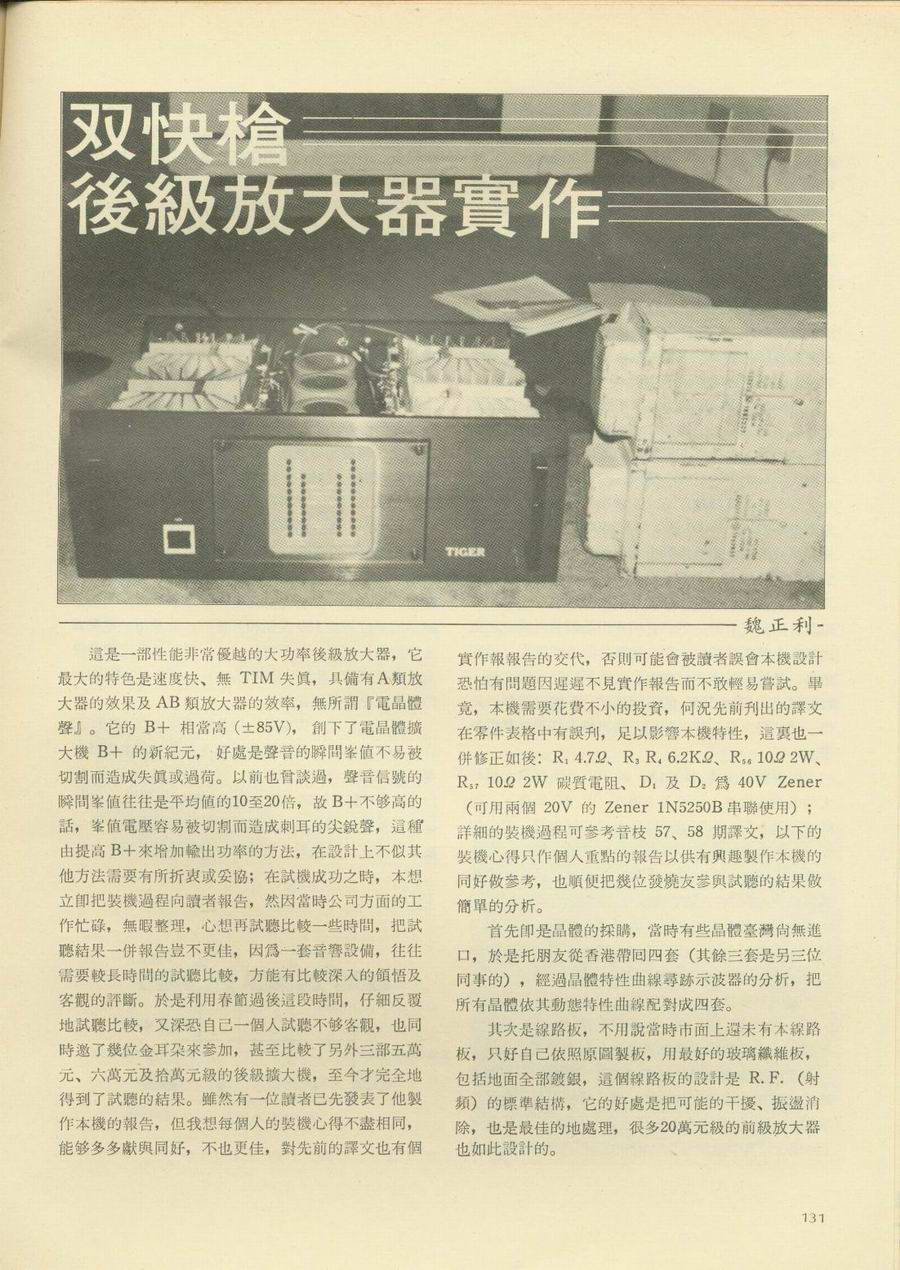 双快槍
後級放大器實作
TIGER
魏正利
這是一部性能非常優越的大功率後級放大器，它
最大的特色是速度快、無 TIM 失眞，具備有A類放
大器的效果及 AB 類放大器的效率，無所謂『電晶體
聲』。它的 B＋ 相當高 (±85V)， 創下了電晶體擴
大機 B＋ 的新紀元， 好處是聲音的瞬間峯值不易被
切割而造成失眞或過荷。以前也曾談過，聲音信號的
瞬間峯值往往是平均值的10至20倍，故 B＋不够高的
話，峯值電壓容易被切割而造成刺耳的尖銳聲，這種
由提高 B＋來增加輸出功率的方法，在設計上不似其
他方法需要有所折衷或妥協；在試機成功之時，本想
立卽把裝機過程向讀者報告，然因當時公司方面的工
作忙碌，無暇整理，心想再試聽比較一些時間，把試
聽結果一併報告豈不更佳，因爲一套音響設備，往往
需要較長時間的試聽比較，方能有比較深入的領悟及
客觀的評斷。於是利用春節過後這段時間，仔細反覆
地試聽比較，又深恐自己一個人試聽不够客觀，也同
時邀了幾位金耳朶來參加，甚至比較了另外三部五萬
元、六萬元及拾萬元級的後級擴大機，至今才完全地
得到了試聽的結果。雖然有一位讀者已先發表了他製
作本機的報告，但我想每個人的裝機心得不盡相同，
能够多多獻與同好，不也更佳，對先前的譯文也有個
實作報報告的交代，否則可能會被讀者誤會本機設計
恐怕有問題因遲遲不見實作報告而不敢輕易嘗試。畢
竟，本機需要花費不小的投資，何況先前刊出的譯文
在零件表格中有誤刋，足以影響本機特性，這裏也一
併修正如後：R₁ 4.7Ω、R₃ R₄ 6.2KΩ、R₅₆ 10Ω 2W、
R₅₇ 10Ω 2W 碳質電阻、D₁ 及 D₂ 爲 40V Zener
（可用兩個 20V 的 Zener 1N5250B 串聯使用）；
詳細的裝機過程可參考音枝 57、58 期譯文，以下的
裝機心得只作個人重點的報告以供有興趣製作本機的
同好做參考，也順便把幾位發燒友參與試聽的結果做
簡單的分析。
首先卽是晶體的採購，當時有些晶體臺灣尙無進
口，於是托朋友從香港帶回四套（其餘三套是另三位
同事的），經過晶體特性曲線尋跡示波器的分析，把
所有晶體依其動態特性曲線配對成四套。
其次是線路板，不用說當時市面上還未有本線路
板，只好自己依照原圖製板，用最好的玻璃纖維板，
包括地面全部鍍銀，這個線路板的設計是 R.F.（射
頻）的標準結構，它的好處是把可能的干擾、振盪消
除，也是最佳的地處理，很多20萬元級的前級放大器
也如此設計的。
131